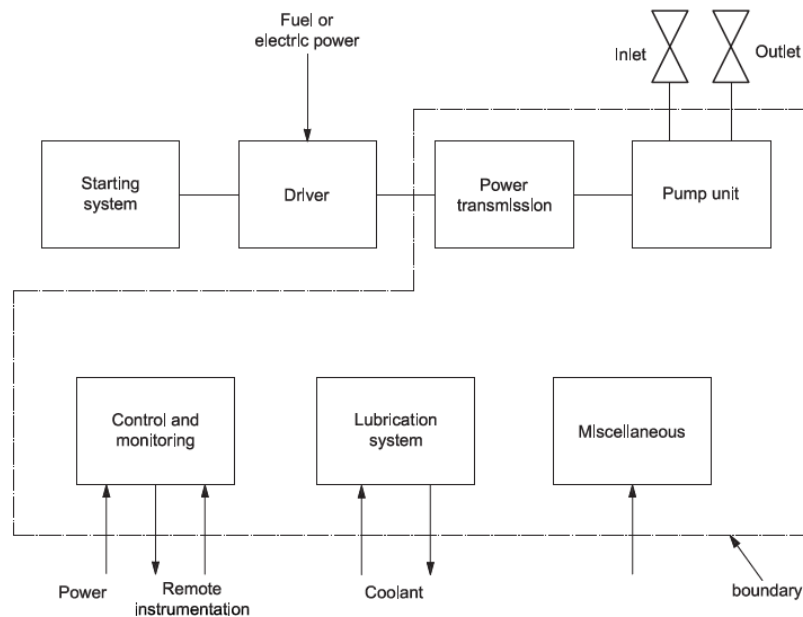 Fuel or
electric power
Inlet
Outlet
Starting
system
Driver
Power
transmission
Pump unit
Control and
monitoring
Lubrication
system
Miscellaneous
Power
Remote
instrumentation
Coolant
boundary